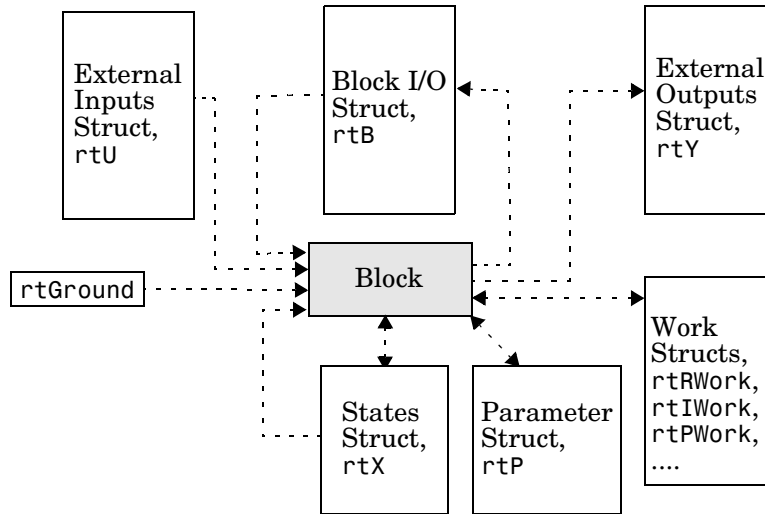 External
Inputs
Struct,
rtU
Block I/O
Struct,
rtB
External
Outputs
Struct,
rtY
Block
rtGround
Work
Structs,
rtRWork,
rtIWork,
rtPWork,
....
States
Struct,
rtX
Parameter
Struct,
rtP